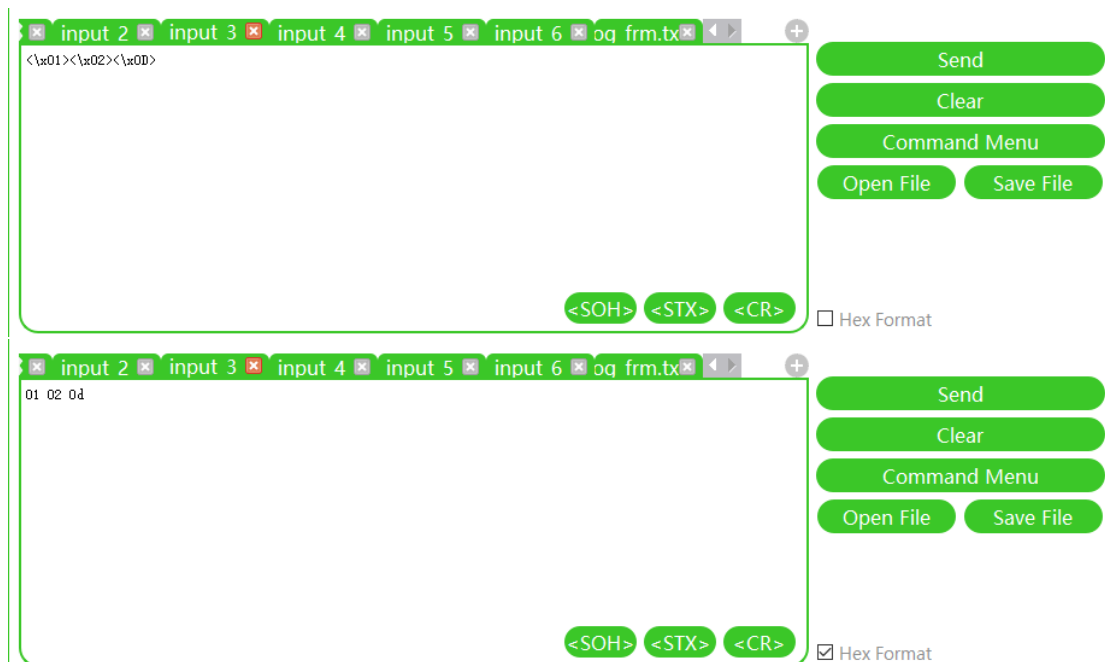 input 2 input 3 input 4 input 5 input 6 og frm.tx
<\x01><\x02><\x0D>
Send
Clear
Command Menu
Open File Save File
<SOH> <STX> <CR>
Hex Format
input 2 input 3 input 4 input 5 input 6 og frm.tx
01 02 0d
Send
Clear
Command Menu
Open File Save File
<SOH> <STX> <CR>
Hex Format